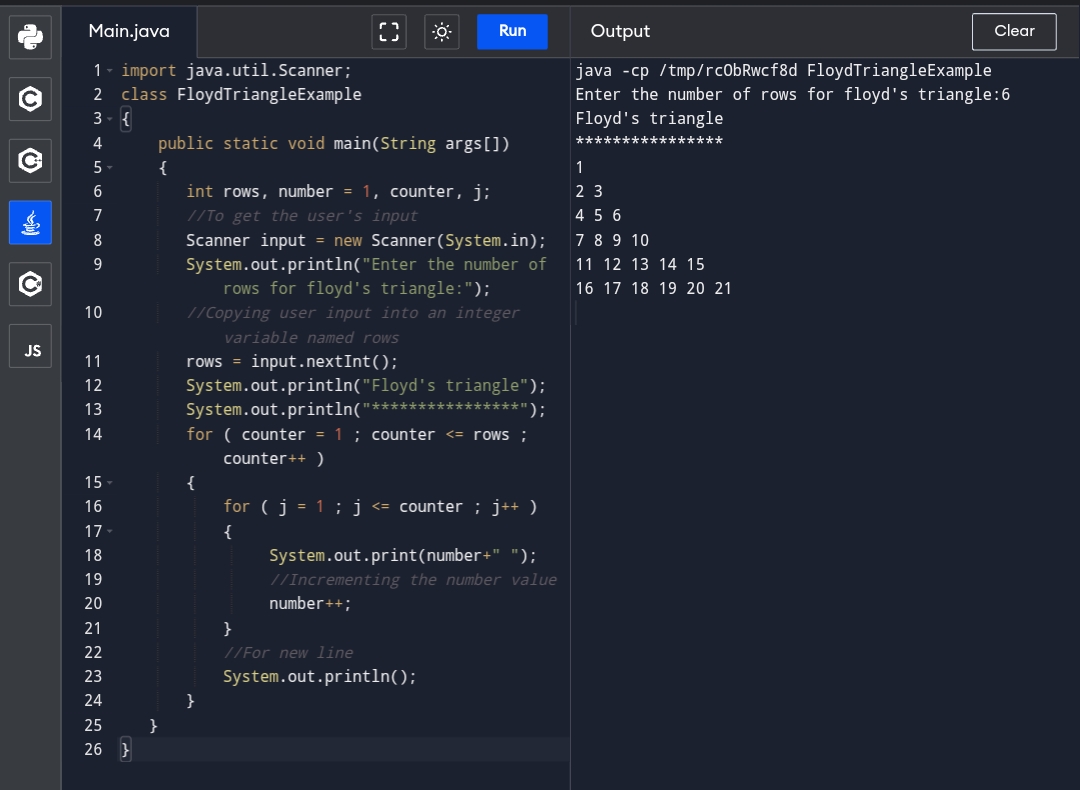 Main.java
Run
Output
Clear
JS
1 import java.util.Scanner;
2 class FloydTriangleExample
3 {
4 public static void main(String args[])
5 {
6 int rows, number = 1, counter, j;
7 //To get the user's input
8 Scanner input = new Scanner(System.in);
9 System.out.println("Enter the number of
rows for floyd's triangle:");
10 //Copying user input into an integer
variable named rows
11 rows = input.nextInt();
12 System.out.println("Floyd's triangle");
13 System.out.println("****************");
14 for ( counter = 1 ; counter <= rows ;
counter++ )
15 {
16 for ( j = 1 ; j <= counter ; j++ )
17 {
18 System.out.print(number+" ");
19 //Incrementing the number value
20 number++;
21 }
22 //For new line
23 System.out.println();
24 }
25 }
26 }
java -cp /tmp/rcObRwcf8d FloydTriangleExample
Enter the number of rows for floyd's triangle:6
Floyd's triangle
****************
1
2 3
4 5 6
7 8 9 10
11 12 13 14 15
16 17 18 19 20 21